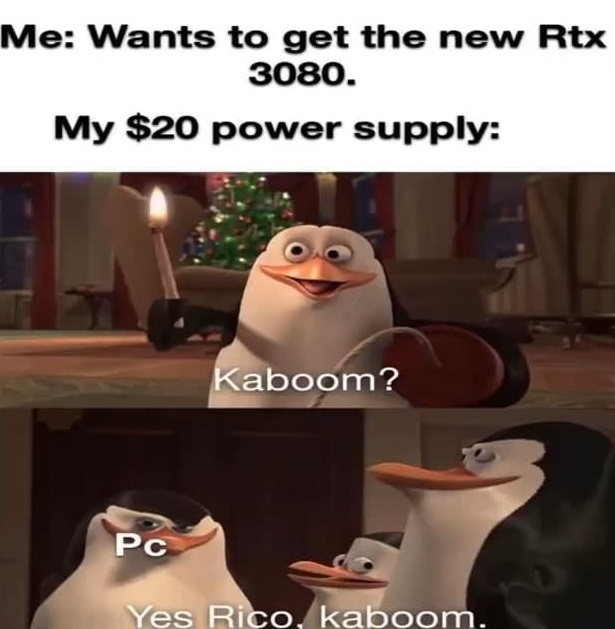 Me: Wants to get the new Rtx
3080.
My $20 power supply:
Kaboom?
Pc
Yes Rico, kaboom.